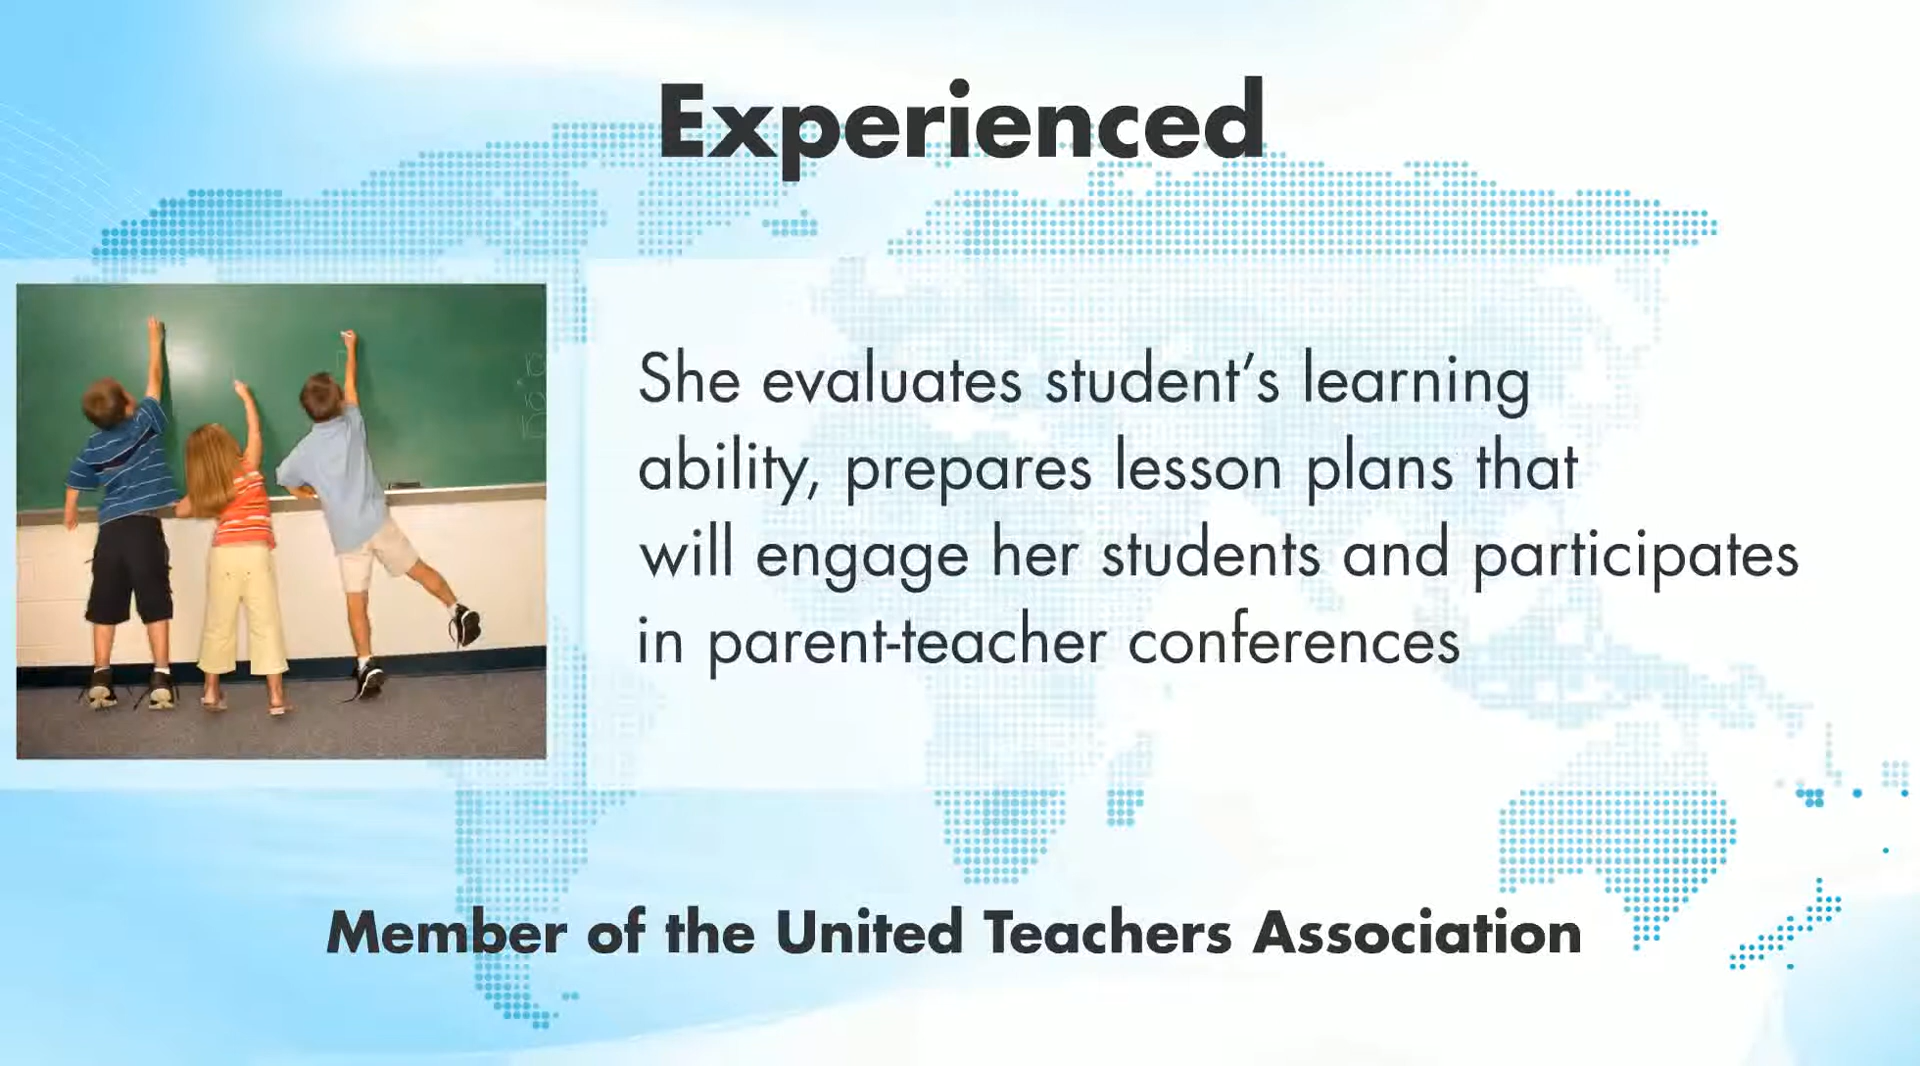 Experienced
She evaluates student’s learning
ability, prepares lesson plans that
will engage her students and participates
in parent-teacher conferences
Member of the United Teachers Association